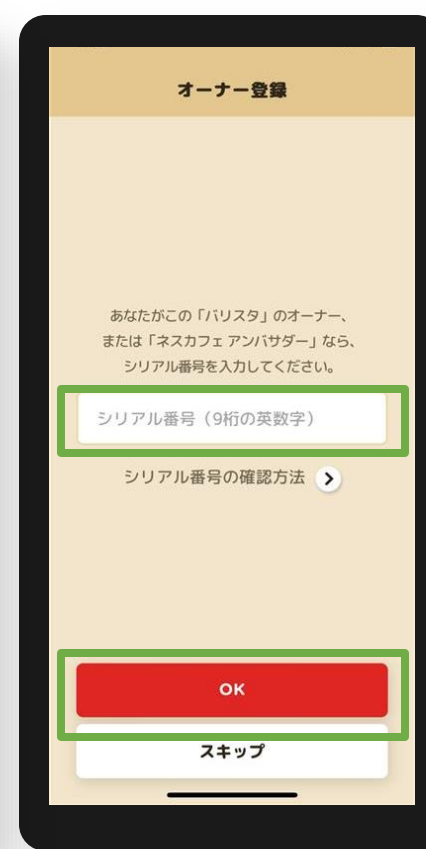 オーナー登録
あなたがこの「バリスタ」のオーナー、
または「ネスカフェ アンバサダー」なら、
シリアル番号を入力してください。
シリアル番号（9桁の英数字）
シリアル番号の確認方法
OK
スキップ